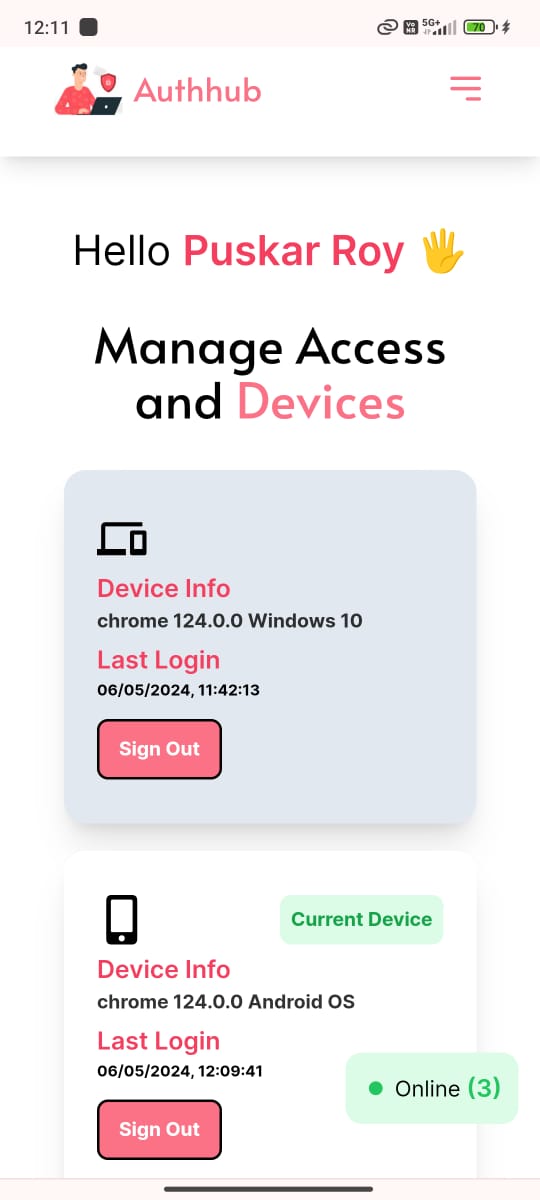 12:11
Vo
NR
5G+
70
Authhub
Hello Puskar Roy 🖐
Manage Access
and Devices
Device Info
chrome 124.0.0 Windows 10
Last Login
06/05/2024, 11:42:13
Sign Out
Current Device
Device Info
chrome 124.0.0 Android OS
Last Login
06/05/2024, 12:09:41
Online (3)
Sign Out